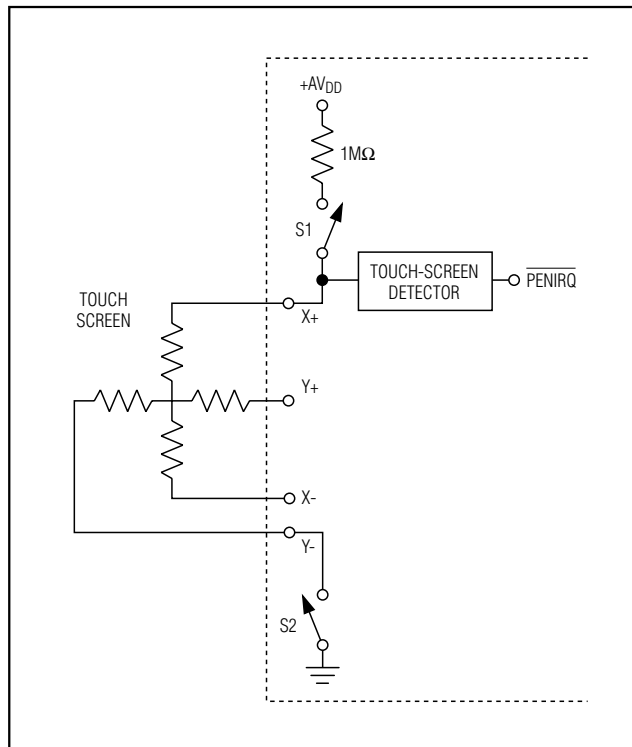 +AVDD
1MΩ
S1
TOUCH-SCREEN
DETECTOR
PENIRQ
TOUCH
SCREEN
X+
Y+
X-
Y-
S2